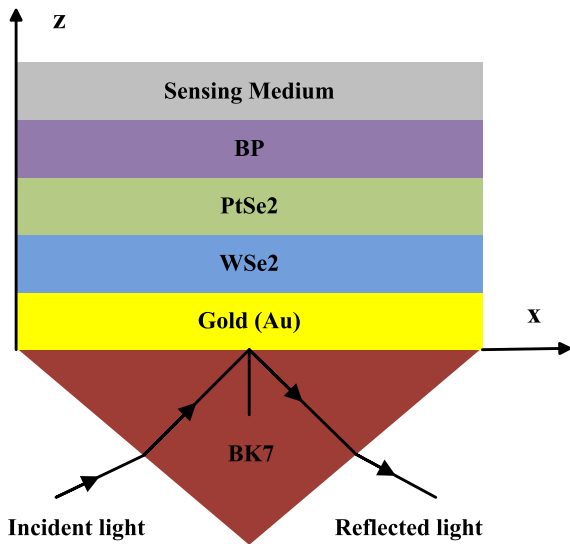 z
Sensing Medium
BP
PtSe2
WSe2
Gold (Au)
x
BK7
Incident light
Reflected light